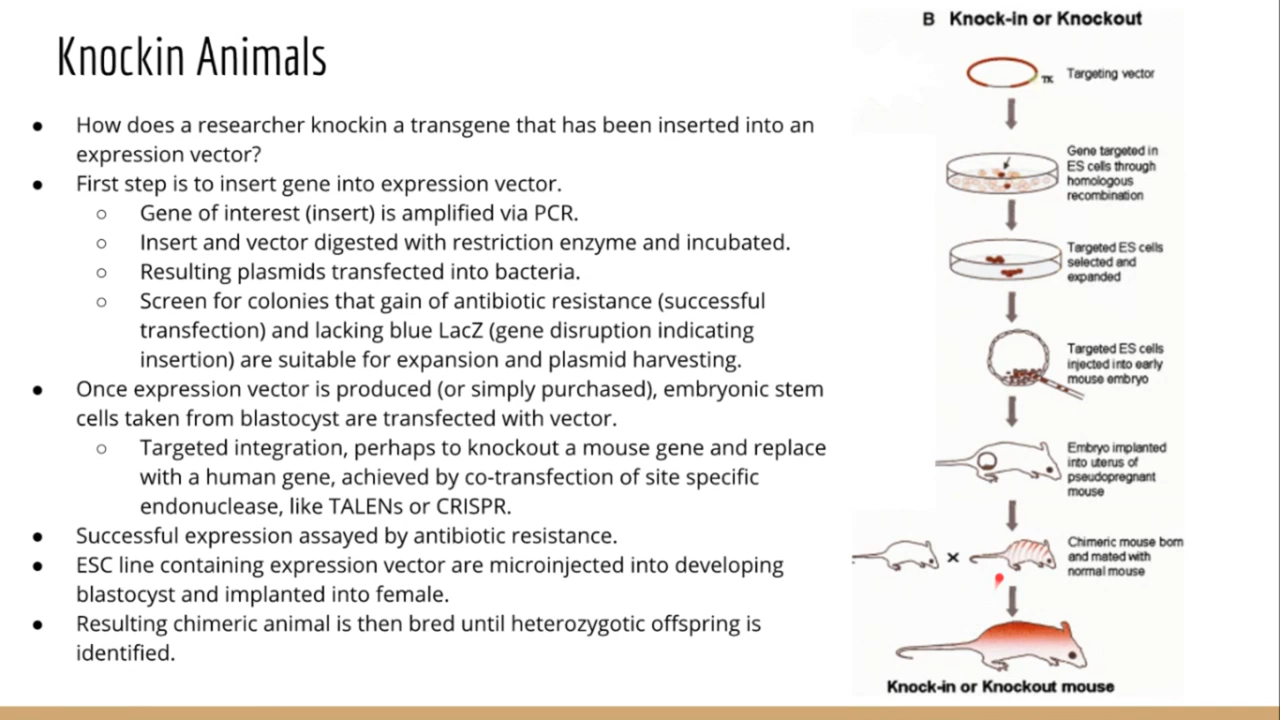 Knockin Animals
● How does a researcher knockin a transgene that has been inserted into an
expression vector?
● First step is to insert gene into expression vector.
○ Gene of interest (insert) is amplified via PCR.
○ Insert and vector digested with restriction enzyme and incubated.
○ Resulting plasmids transfected into bacteria.
○ Screen for colonies that gain of antibiotic resistance (successful
transfection) and lacking blue LacZ (gene disruption indicating
insertion) are suitable for expansion and plasmid harvesting.
● Once expression vector is produced (or simply purchased), embryonic stem
cells taken from blastocyst are transfected with vector.
○ Targeted integration, perhaps to knockout a mouse gene and replace
with a human gene, achieved by co-transfection of site specific
endonuclease, like TALENs or CRISPR.
● Successful expression assayed by antibiotic resistance.
● ESC line containing expression vector are microinjected into developing
blastocyst and implanted into female.
● Resulting chimeric animal is then bred until heterozygotic offspring is
identified.
B Knock-in or Knockout
TK Targeting vector
Gene targeted in
ES cells through
homologous
recombination
Targeted ES cells
selected and
expanded
Targeted ES cells
injected into early
mouse embryo
Embryo implanted
into uterus of
pseudopregnant
mouse
×
Chimeric mouse born
and mated with
normal mouse
Knock-in or Knockout mouse